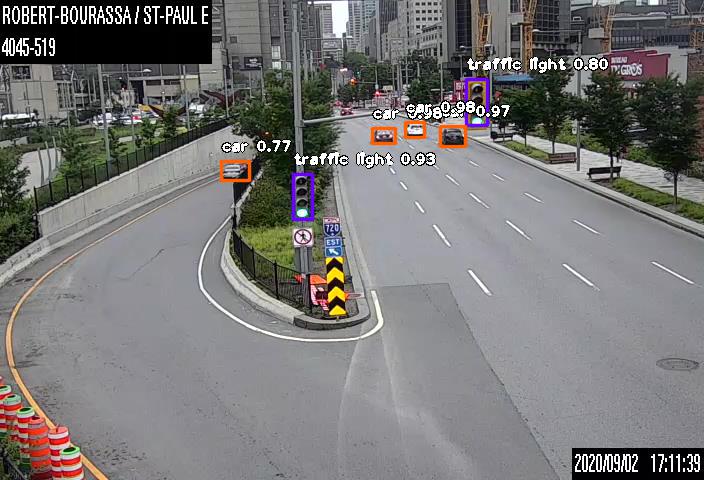 ROBERT-BOURASSA / ST-PAUL E
4045-519
traffic light 0.80
car 0.98
0.97
car 0.77
traffic light 0.93
720
EST
2020/09/02 17:11:39